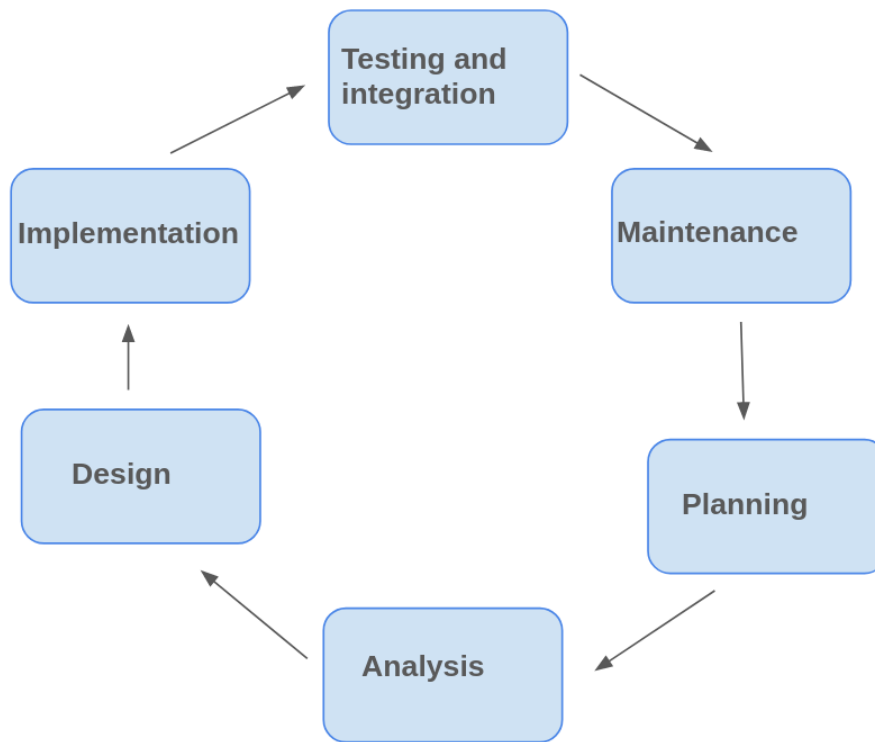 Testing and
integration
Implementation
Maintenance
Design
Planning
Analysis